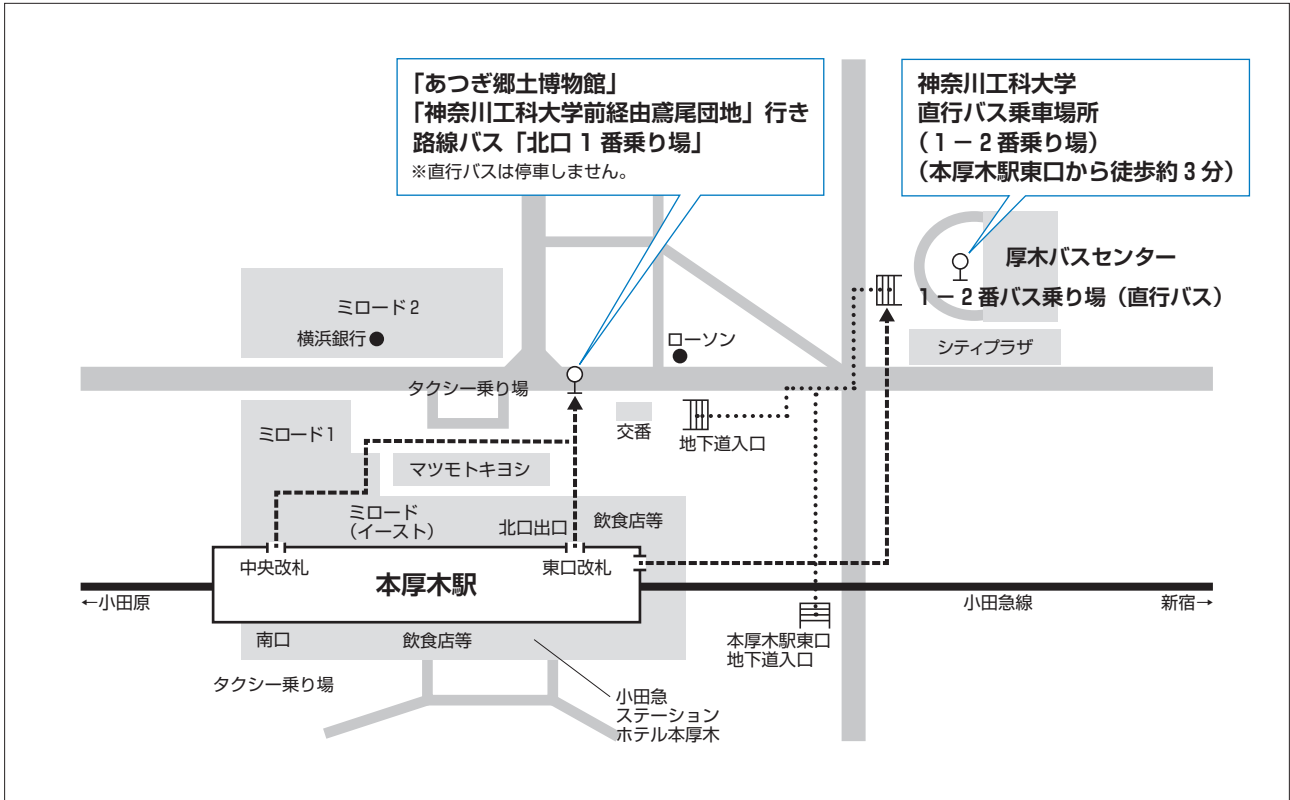 「あつぎ郷土博物館」
「神奈川工科大学前経由鳶尾団地」行き
路線バス「北口 1 番乗り場」
※直行バスは停車しません。
神奈川工科大学
直行バス乗車場所
（1 − 2 番乗り場）
（本厚木駅東口から徒歩約 3 分）
厚木バスセンター
1 − 2 番バス乗り場（直行バス）
ミロード2
横浜銀行
ローソン
シティプラザ
タクシー乗り場
ミロード1
交番
地下道入口
マツモトキヨシ
ミロード
（イースト）
北口出口
飲食店等
中央改札
本厚木駅
東口改札
←小田原
小田急線
新宿→
南口
飲食店等
本厚木駅東口
地下道入口
タクシー乗り場
小田急
ステーション
ホテル本厚木